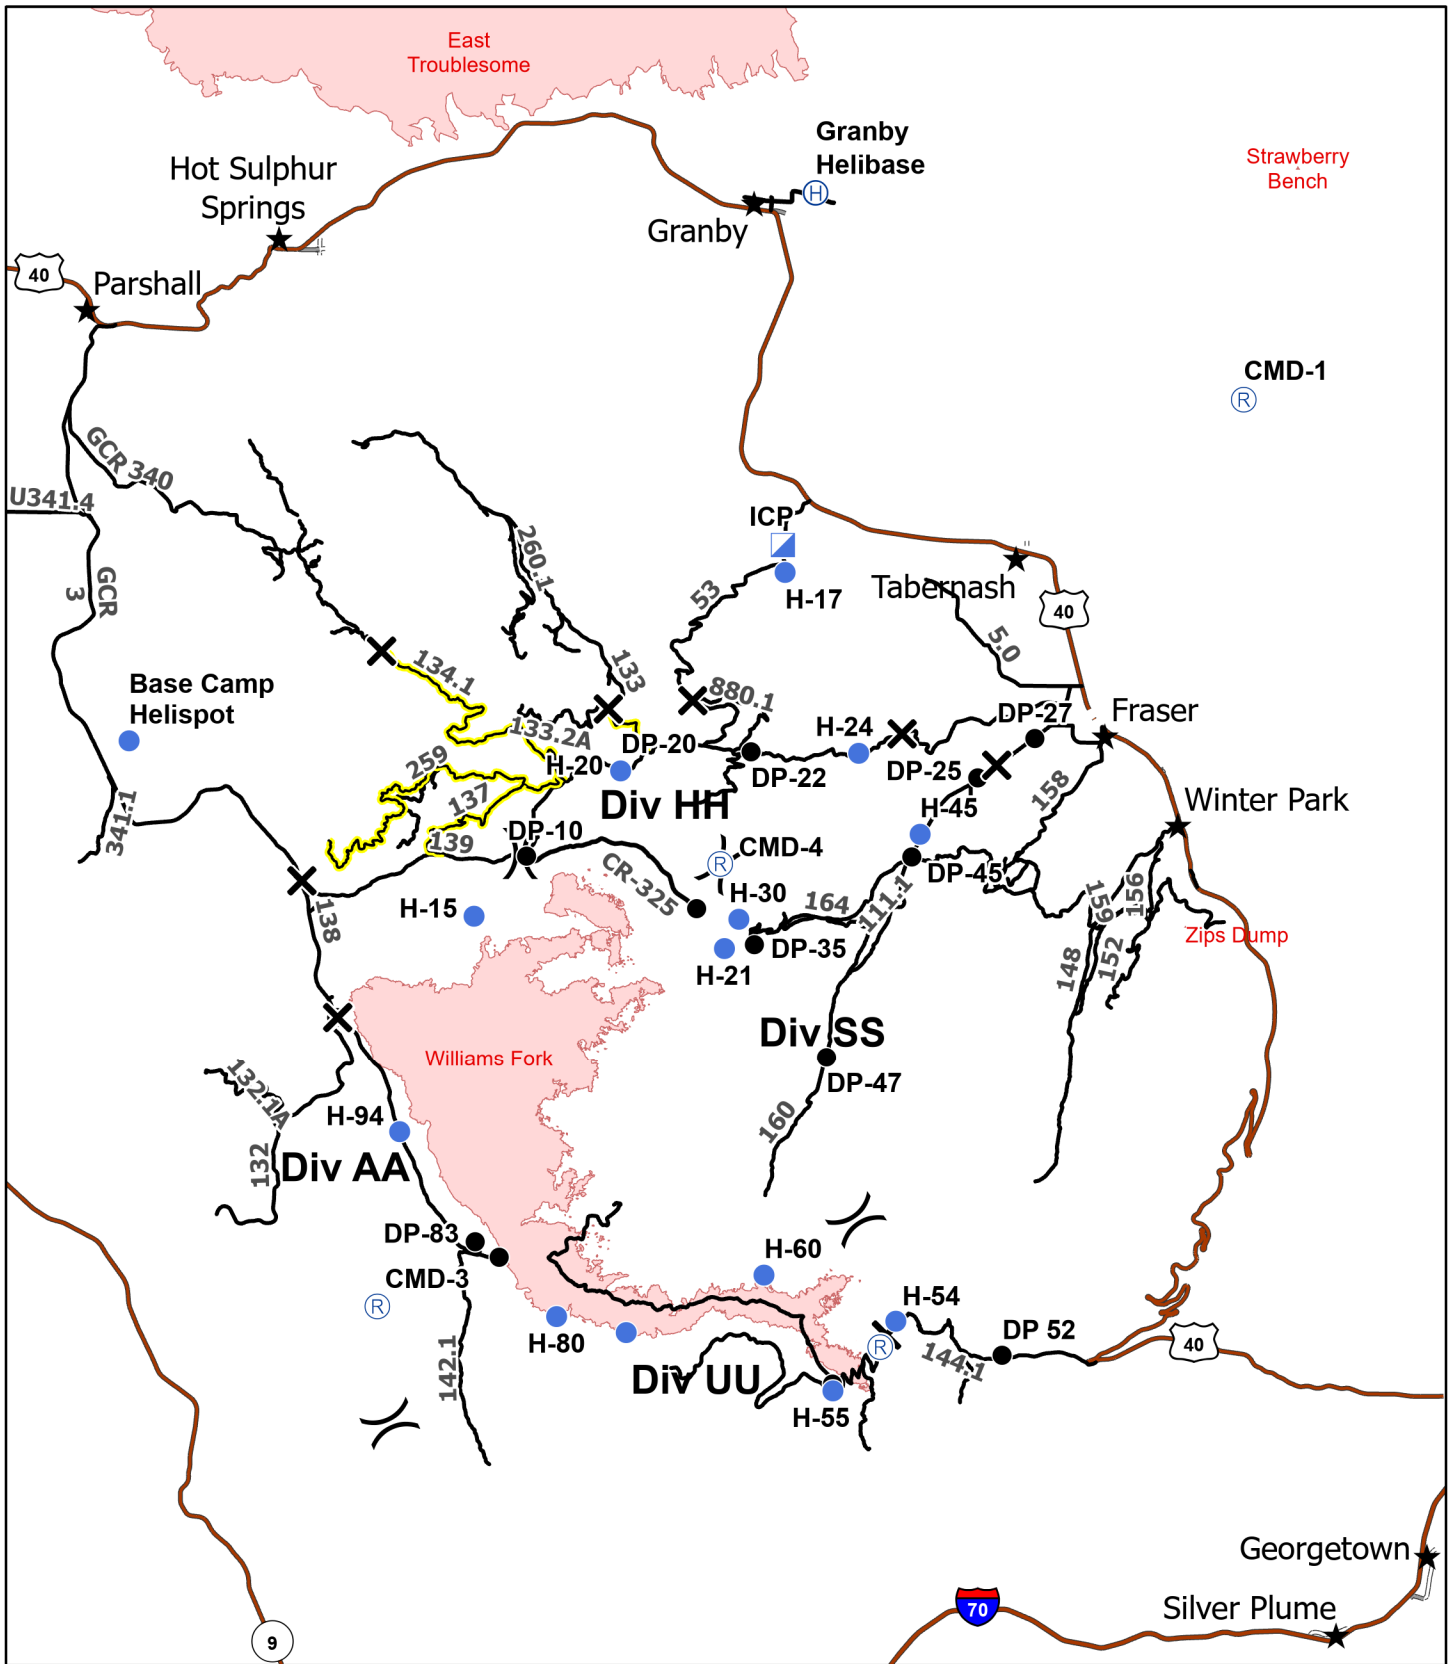 East
Troublesome
Granby
Helibase
H
Strawberry
Bench
Hot Sulphur
Springs
Granby
40
Parshall
CMD-1
R
GCR 340
U341.4
ICP
260.1
GCR
3
53
H-17
Tabernash
40
5.0
134.1
133
880.1
Base Camp
Helispot
133.2A
DP-20
H-24
DP-27
Fraser
259
H-20
DP-22
DP-25
137
Div HH
H-45
158
Winter Park
341.1
139
DP-10
CMD-4
R
CR-325
DP-45
H-15
138
H-30
164
111.1
159
156
DP-35
H-21
148
152
Zips Dump
Div SS
Williams Fork
DP-47
132.1A
H-94
160
132
Div AA
DP-83
CMD-3
R
H-60
H-54
H-80
R
DP 52
144.1
40
142.1
Div UU
H-55
Georgetown
70
Silver Plume
9